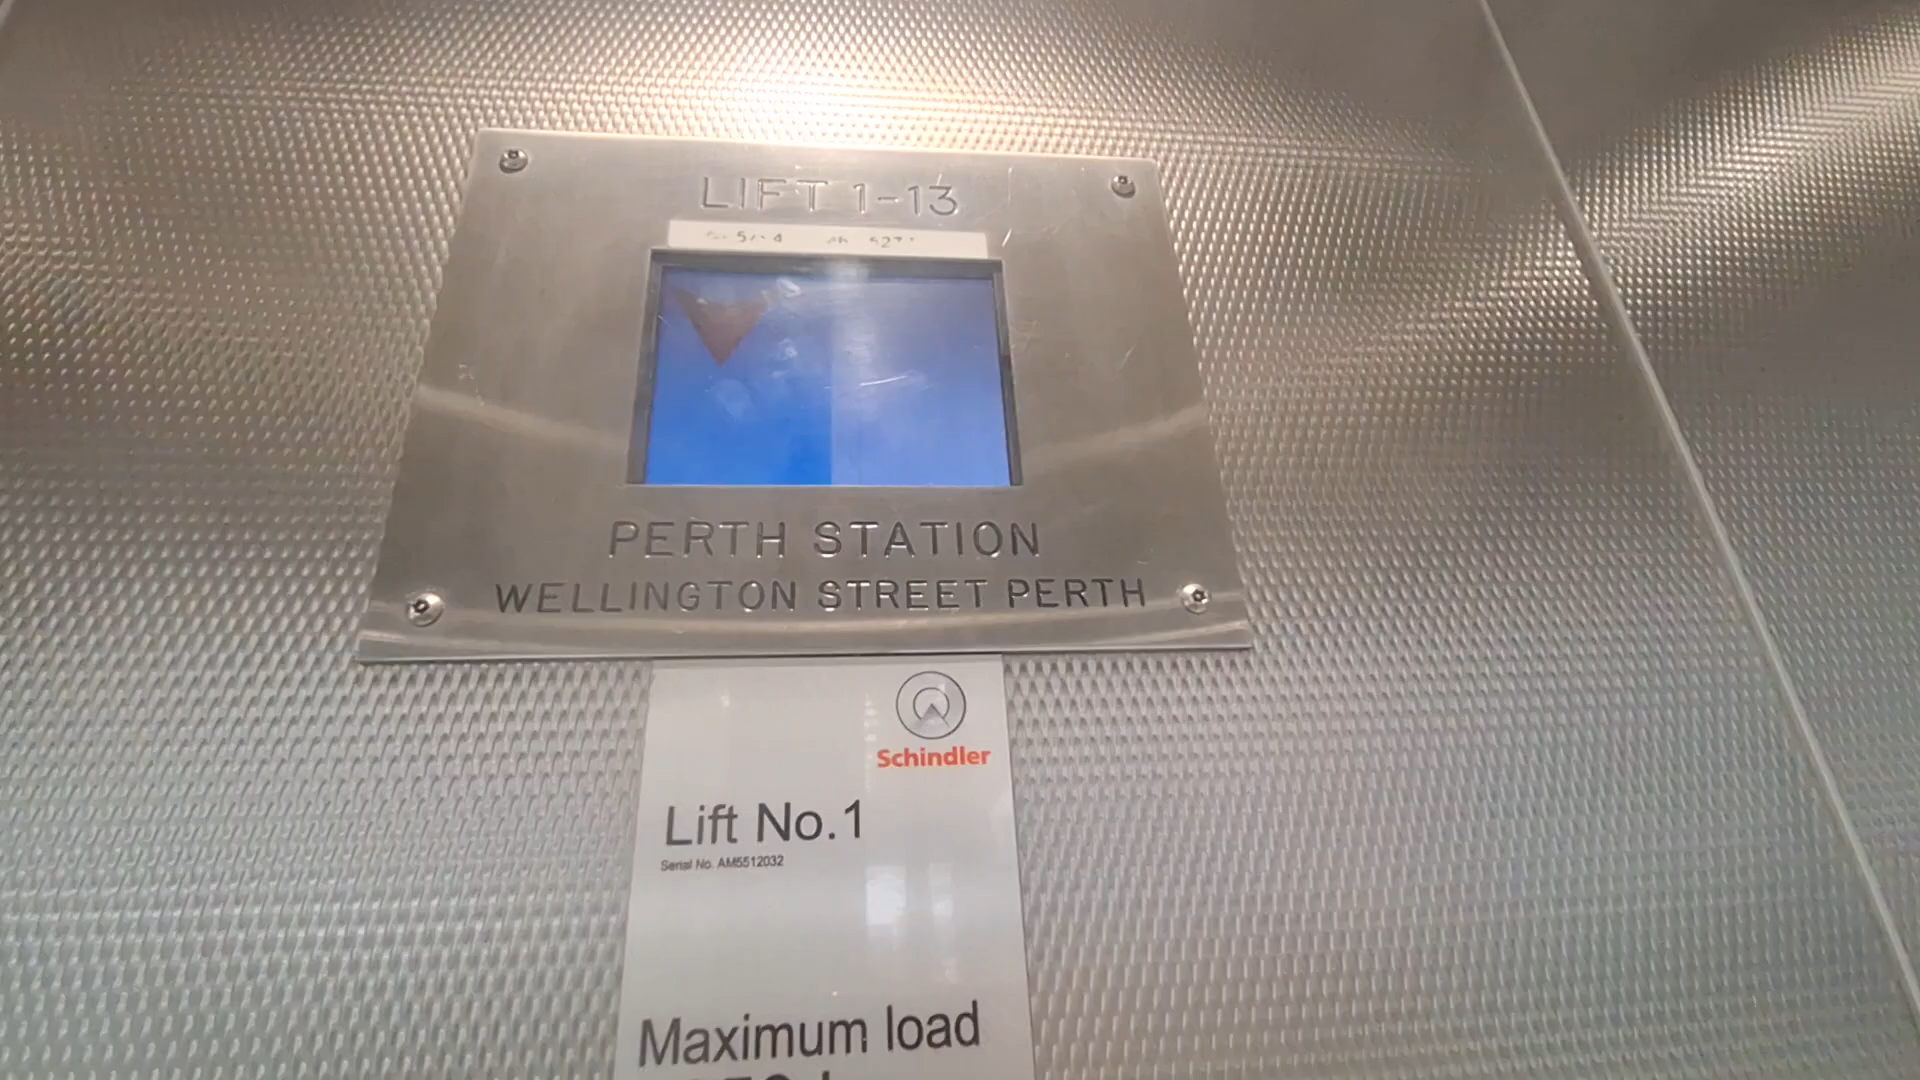 LIFT 1-13
PERTH STATION
WELLINGTON STREET PERTH
Schindler
Lift No.1
Serial No. AM5512032
Maximum load